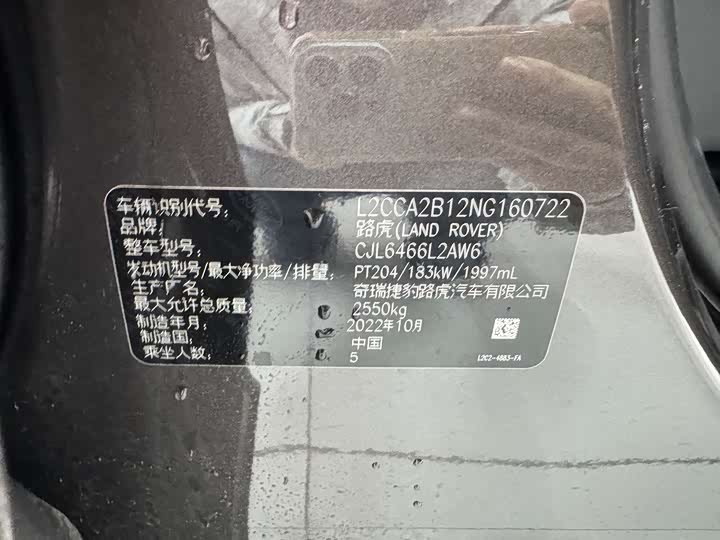 车辆识别代号: L2CCA2B12NG160722
品牌: 路虎(LAND ROVER)
整车型号: CJL6466L2AW6
发动机型号/最大净功率/排量: PT204/183kW/1997mL
生产厂名: 奇瑞捷豹路虎汽车有限公司
最大允许总质量: 2550kg
制造年月: 2022年10月
制造国: 中国
乘坐人数: 5
L2C2-4083-FA